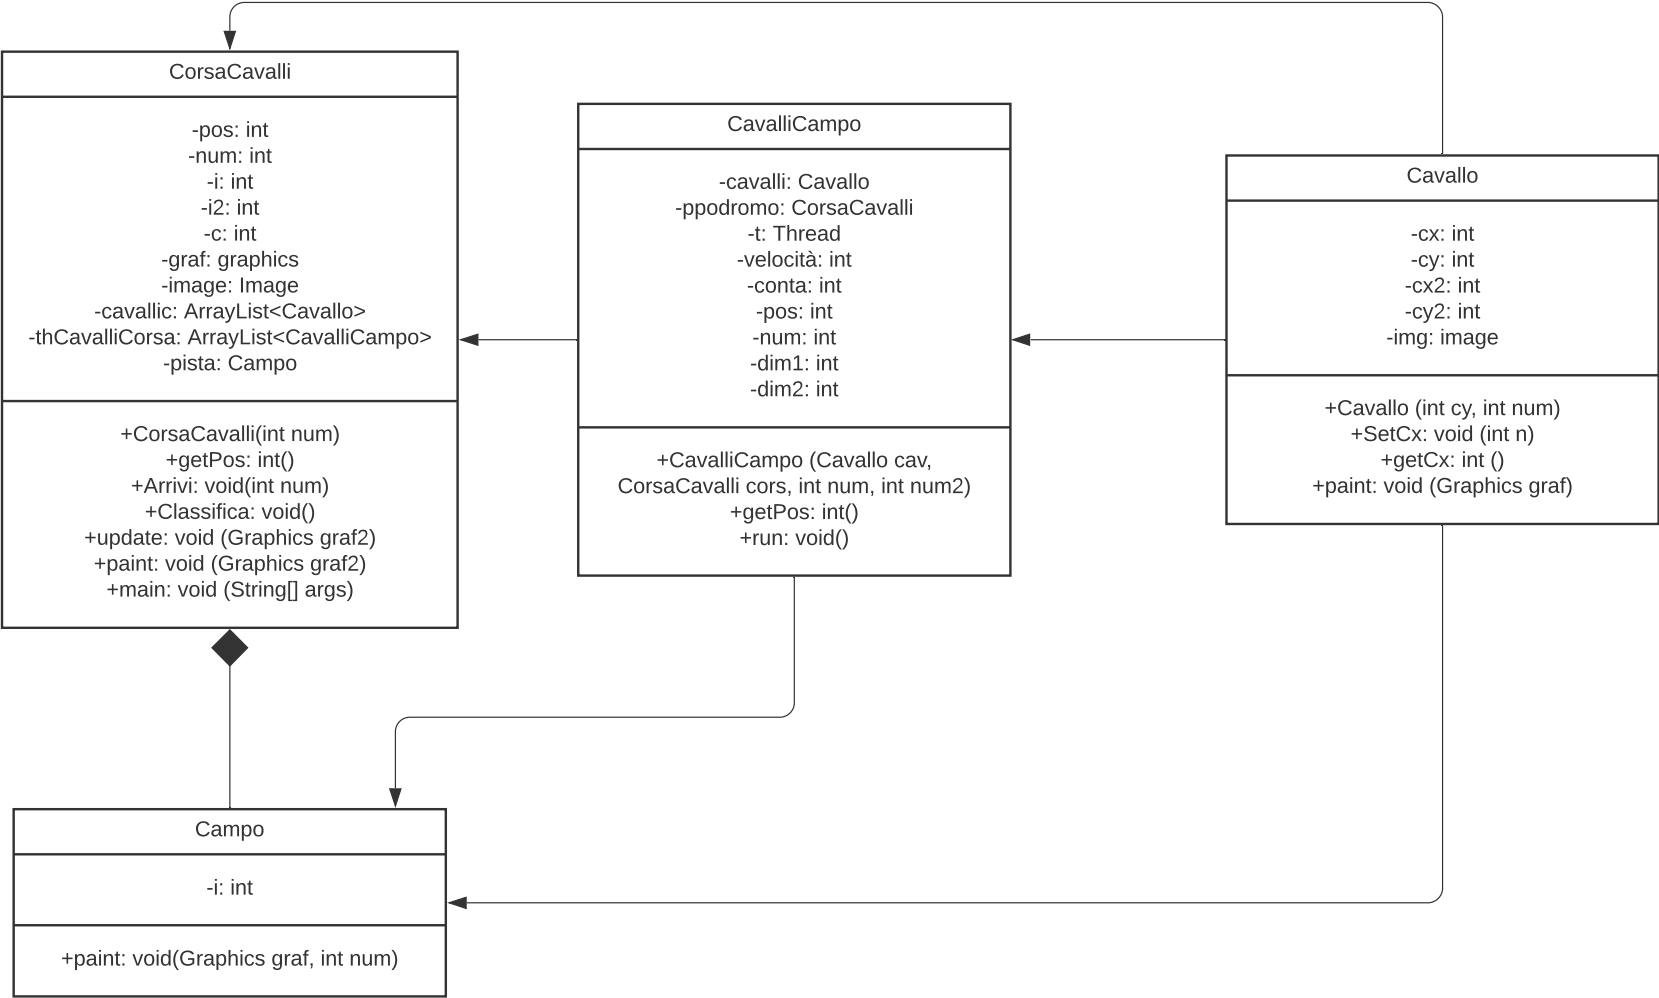 CorsaCavalli
-pos: int
-num: int
-i: int
-i2: int
-c: int
-graf: graphics
-image: Image
-cavallic: ArrayList<Cavallo>
-thCavalliCorsa: ArrayList<CavalliCampo>
-pista: Campo
+CorsaCavalli(int num)
+getPos: int()
+Arrivi: void(int num)
+Classifica: void()
+update: void (Graphics graf2)
+paint: void (Graphics graf2)
+main: void (String[] args)
CavalliCampo
-cavalli: Cavallo
-ppodromo: CorsaCavalli
-t: Thread
-velocità: int
-conta: int
-pos: int
-num: int
-dim1: int
-dim2: int
+CavalliCampo (Cavallo cav,
CorsaCavalli cors, int num, int num2)
+getPos: int()
+run: void()
Cavallo
-cx: int
-cy: int
-cx2: int
-cy2: int
-img: image
+Cavallo (int cy, int num)
+SetCx: void (int n)
+getCx: int ()
+paint: void (Graphics graf)
Campo
-i: int
+paint: void(Graphics graf, int num)